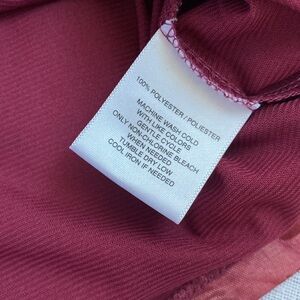 100% POLYESTER / POLIESTER
MACHINE WASH COLD
WITH LIKE COLORS
GENTLE CYCLE
ONLY NON-CHLORINE BLEACH
WHEN NEEDED
TUMBLE DRY LOW
COOL IRON IF NEEDED